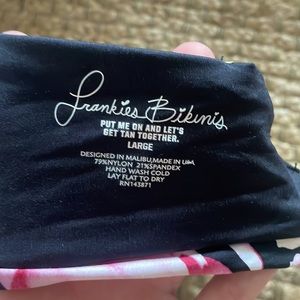 Frankies Bikinis
PUT ME ON AND LET'S
GET TAN TOGETHER.
LARGE
DESIGNED IN MALIBU, MADE IN USA
79%NYLON 21%SPANDEX
HAND WASH COLD
LAY FLAT TO DRY
RN143871